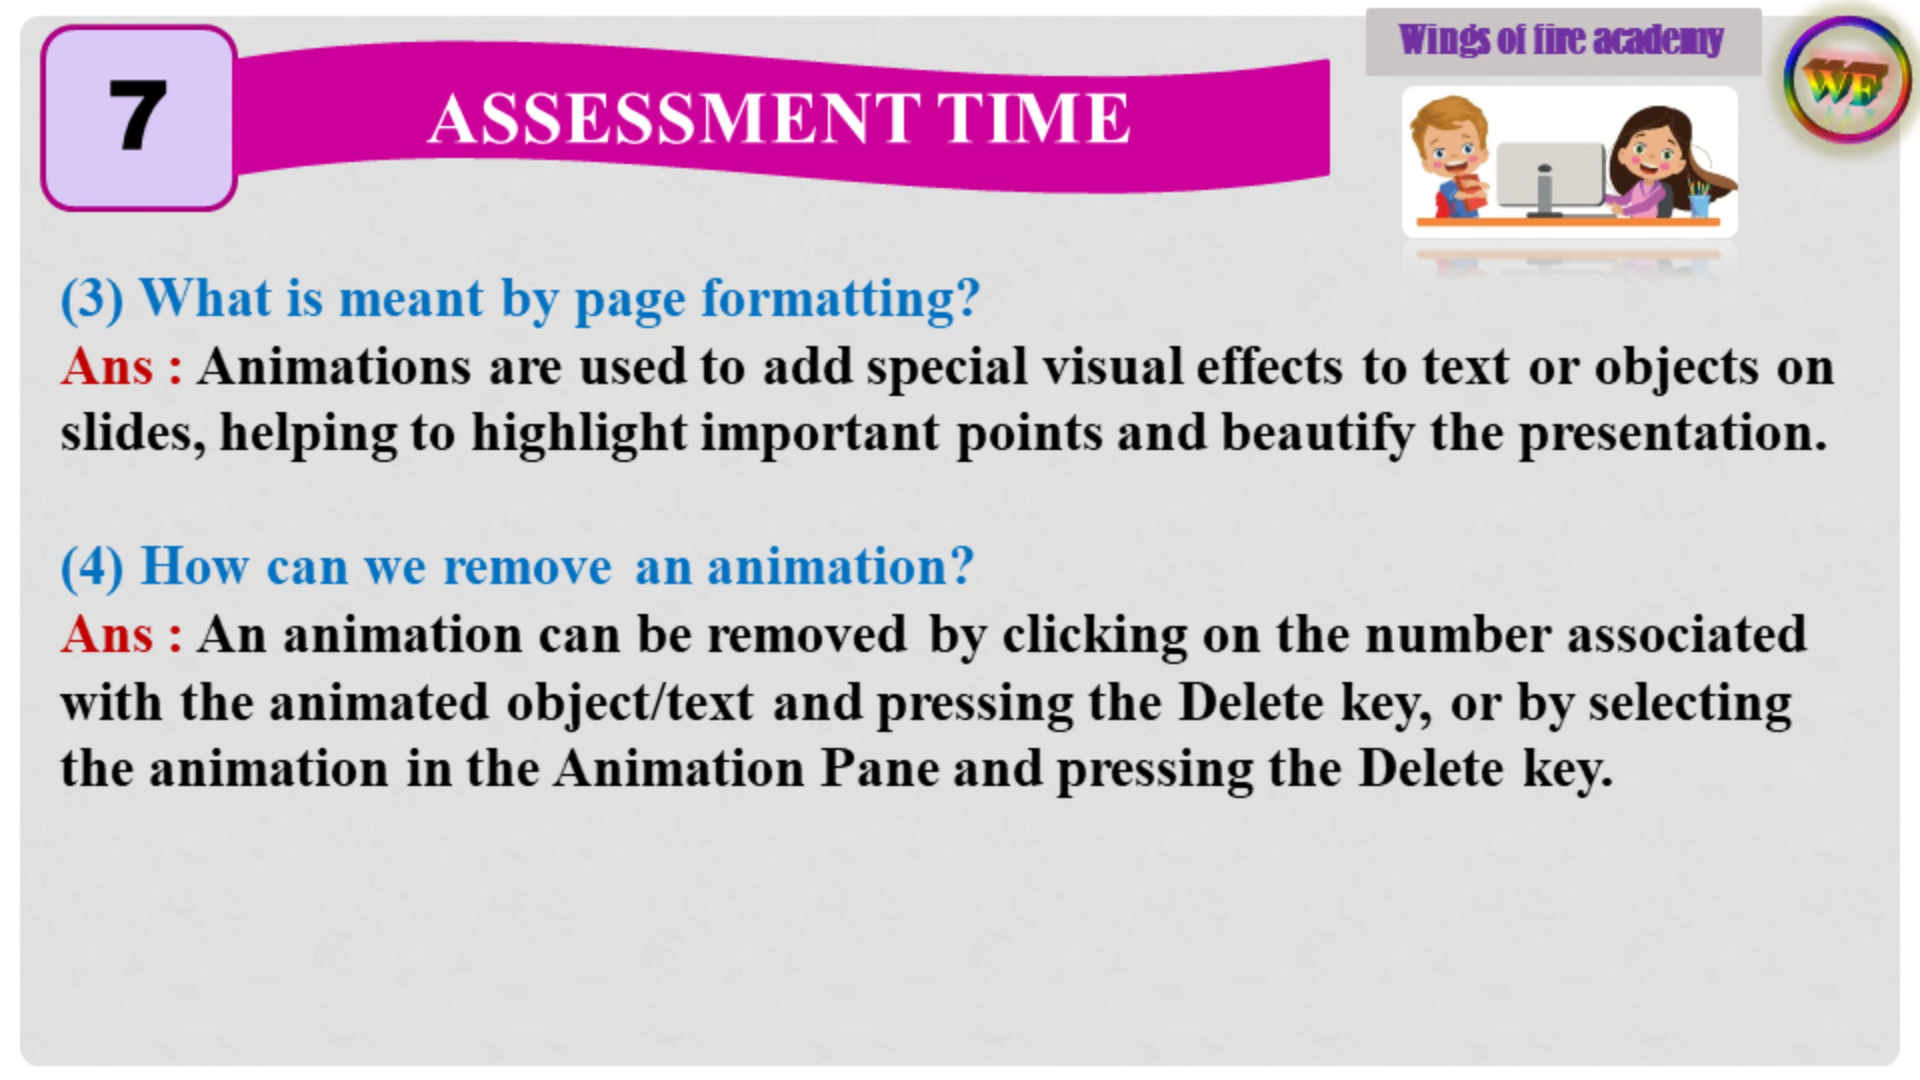 7
ASSESSMENT TIME
Wings of fire academy
WF
(3) What is meant by page formatting?
Ans : Animations are used to add special visual effects to text or objects on
slides, helping to highlight important points and beautify the presentation.
(4) How can we remove an animation?
Ans : An animation can be removed by clicking on the number associated
with the animated object/text and pressing the Delete key, or by selecting
the animation in the Animation Pane and pressing the Delete key.